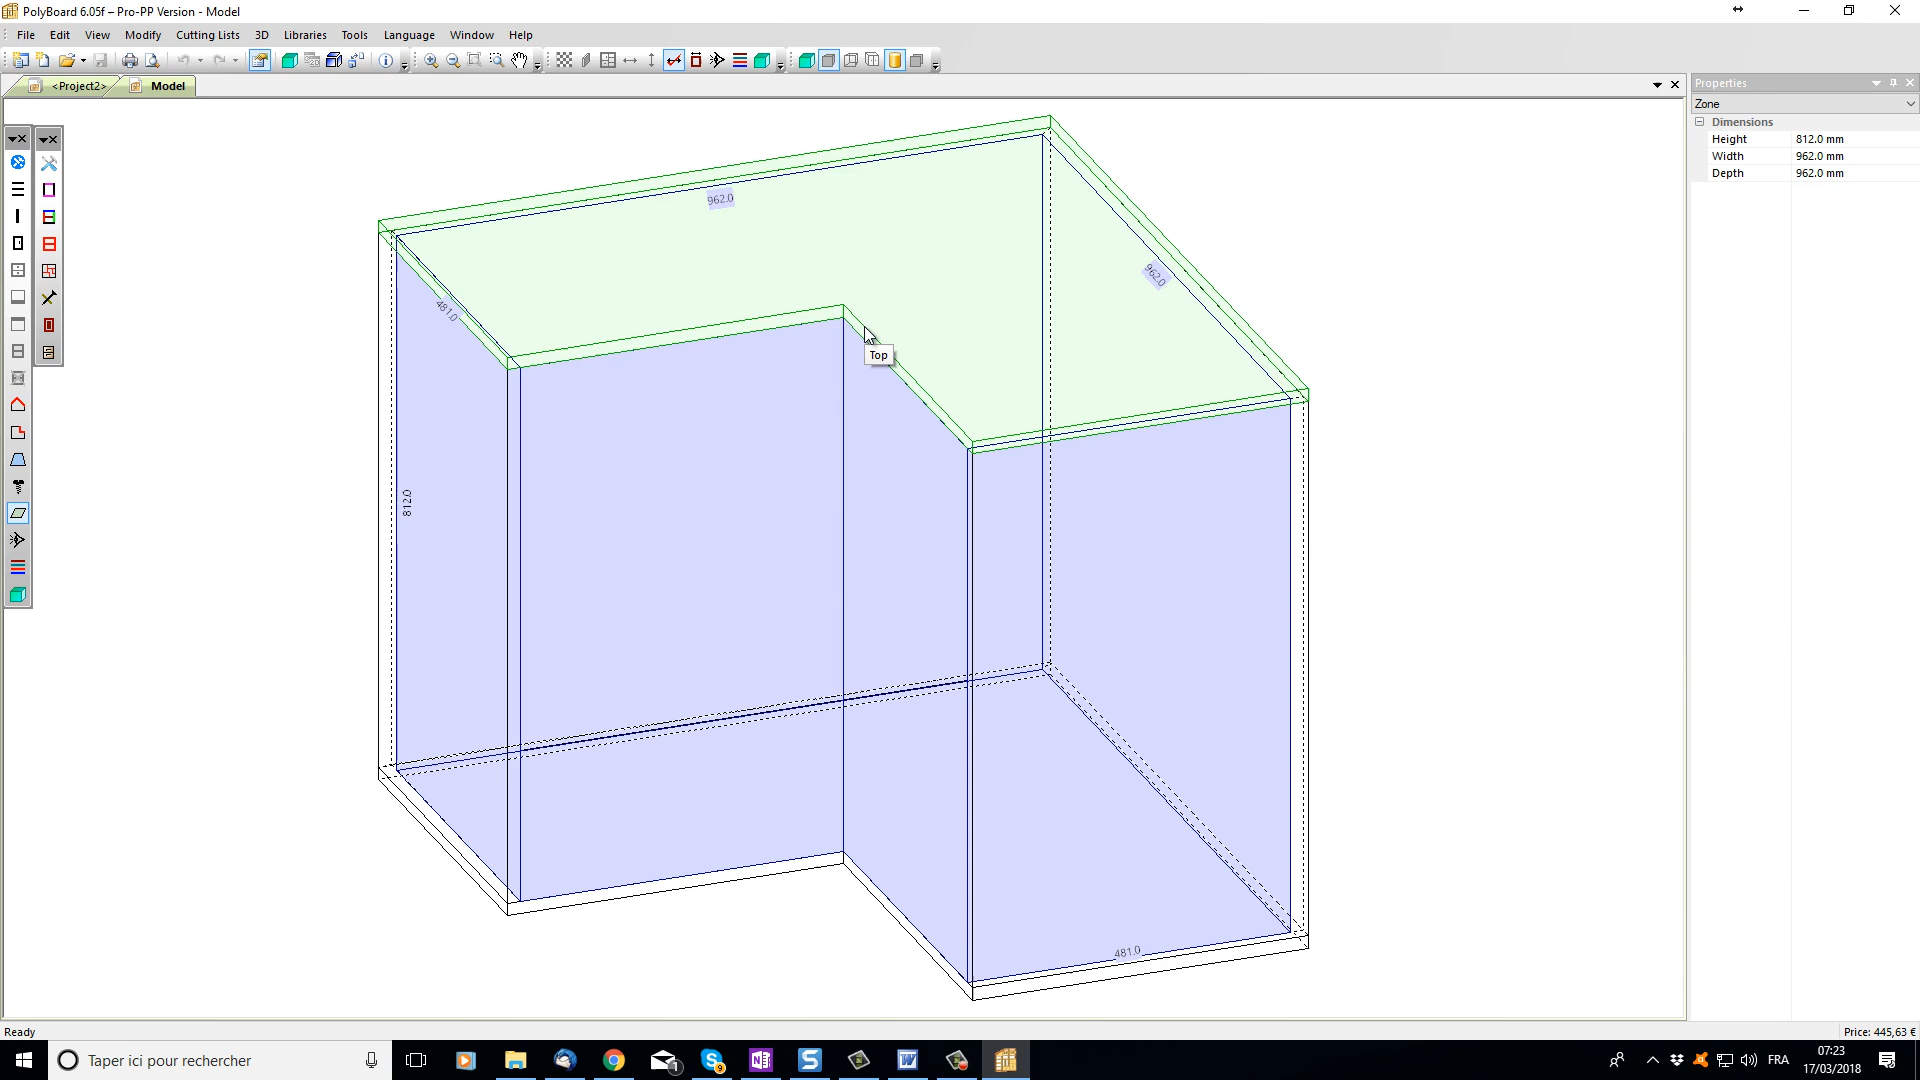 PolyBoard 6.05f – Pro-PP Version - Model
File Edit View Modify Cutting Lists 3D Libraries Tools Language Window Help
<Project2> Model
Properties
Zone
Dimensions
Height 812.0 mm
Width 962.0 mm
Depth 962.0 mm
962.0
962.0
481.0
Top
812.0
481.0
Ready
Price: 445,63 €
Taper ici pour rechercher
1
9
FRA
07:23
17/03/2018